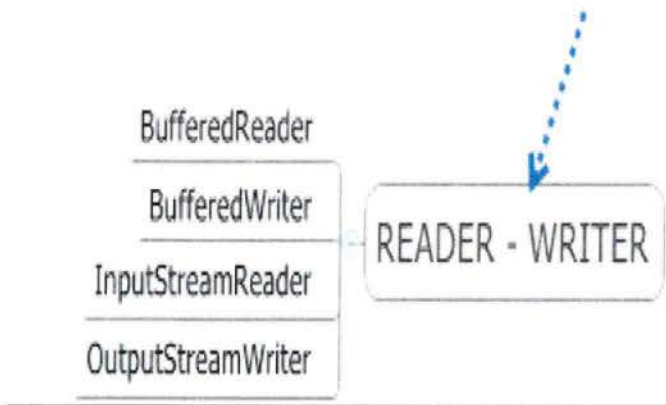 BufferedReader
BufferedWriter
READER - WRITER
InputStreamReader
OutputStreamWriter